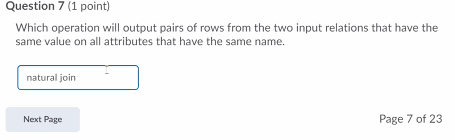 Question 7 (1 point)
Which operation will output pairs of rows from the two input relations that have the
same value on all attributes that have the same name.
natural join
Next Page
Page 7 of 23